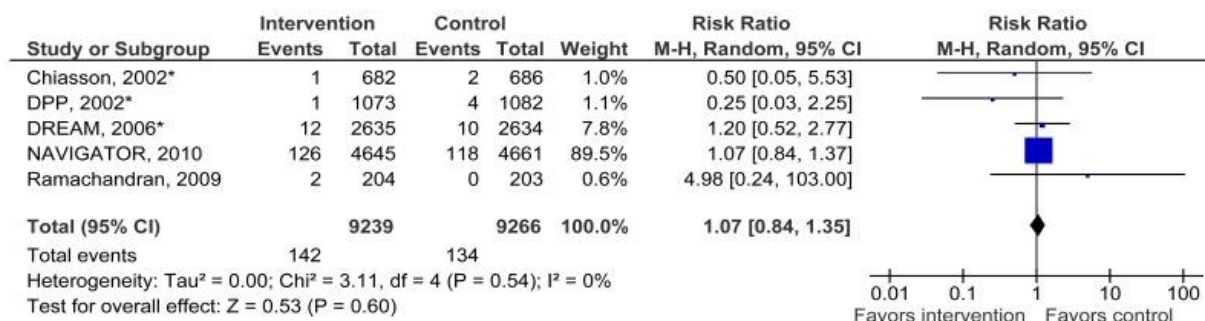 Intervention Control Risk Ratio Risk Ratio
Study or Subgroup Events Total Events Total Weight M-H, Random, 95% CI M-H, Random, 95% CI
Chiasson, 2002* 1 682 2 686 1.0% 0.50 [0.05, 5.53]
DPP, 2002* 1 1073 4 1082 1.1% 0.25 [0.03, 2.25]
DREAM, 2006* 12 2635 10 2634 7.8% 1.20 [0.52, 2.77]
NAVIGATOR, 2010 126 4645 118 4661 89.5% 1.07 [0.84, 1.37]
Ramachandran, 2009 2 204 0 203 0.6% 4.98 [0.24, 103.00]
Total (95% CI) 9239 9266 100.0% 1.07 [0.84, 1.35]
Total events 142 134
Heterogeneity: Tau² = 0.00; Chi² = 3.11, df = 4 (P = 0.54); I² = 0%
Test for overall effect: Z = 0.53 (P = 0.60)
0.01 0.1 1 10 100
Favors intervention Favors control